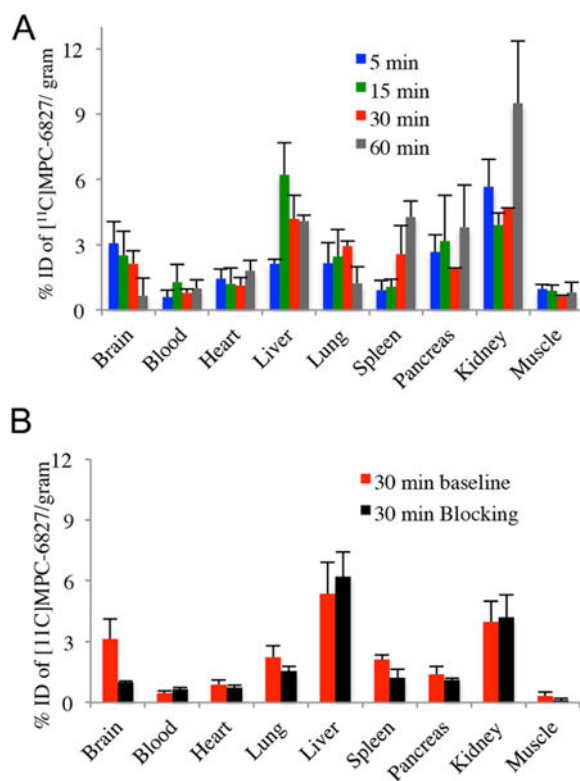 A
% ID of [¹¹C]MPC-6827/ gram
12
9
6
3
0
5 min
15 min
30 min
60 min
Brain
Blood
Heart
Liver
Lung
Spleen
Pancreas
Kidney
Muscle
B
% ID of [11C]MPC-6827/gram
12
9
6
3
0
30 min baseline
30 min Blocking
Brain
Blood
Heart
Lung
Liver
Spleen
Pancreas
Kidney
Muscle